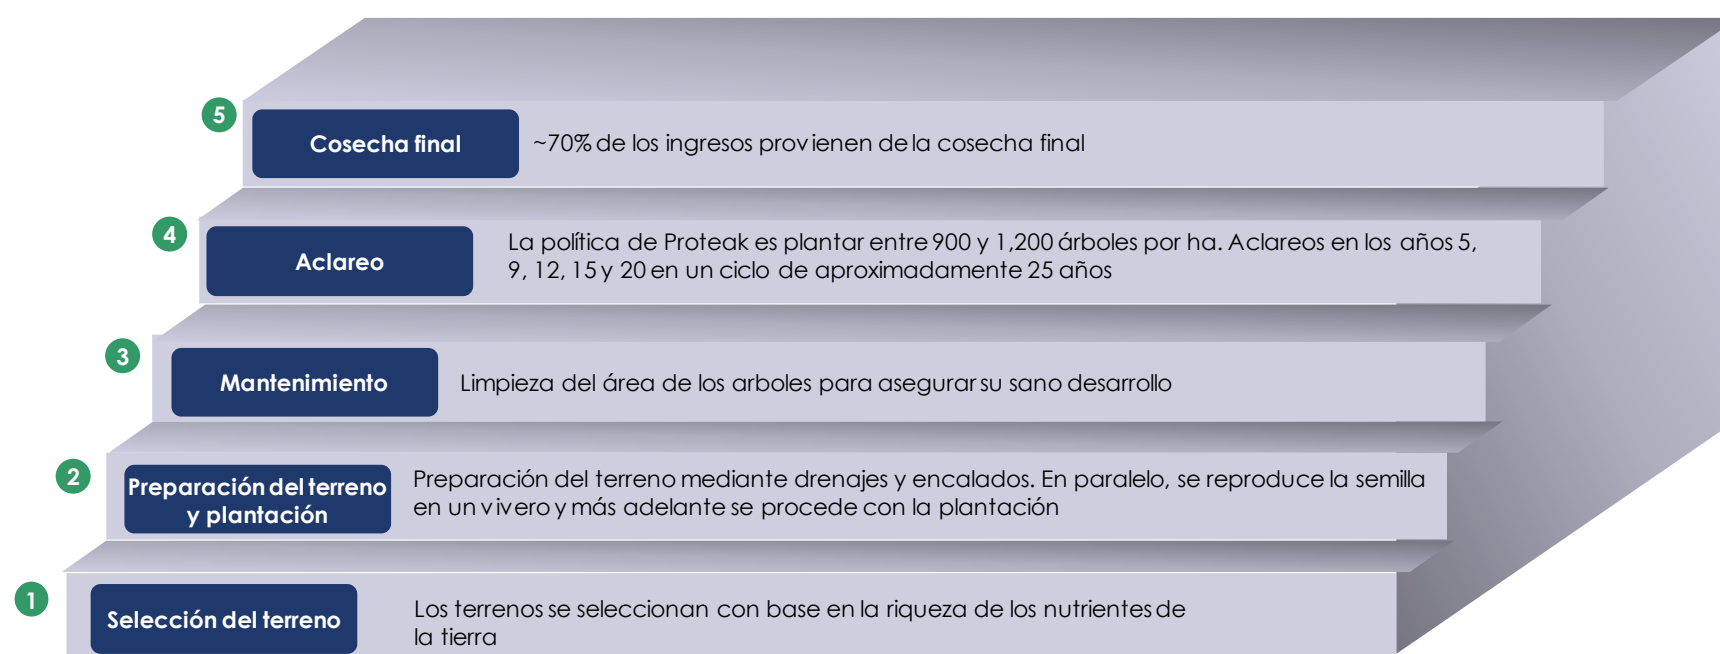 5
Cosecha final
~70% de los ingresos provienen de la cosecha final
4
Aclareo
La política de Proteak es plantar entre 900 y 1,200 árboles por ha. Aclareos en los años 5,
9, 12, 15 y 20 en un ciclo de aproximadamente 25 años
3
Mantenimiento
Limpieza del área de los arboles para asegurar su sano desarrollo
2
Preparación del terreno
y plantación
Preparación del terreno mediante drenajes y encalados. En paralelo, se reproduce la semilla
en un vivero y más adelante se procede con la plantación
1
Selección del terreno
Los terrenos se seleccionan con base en la riqueza de los nutrientes de
la tierra